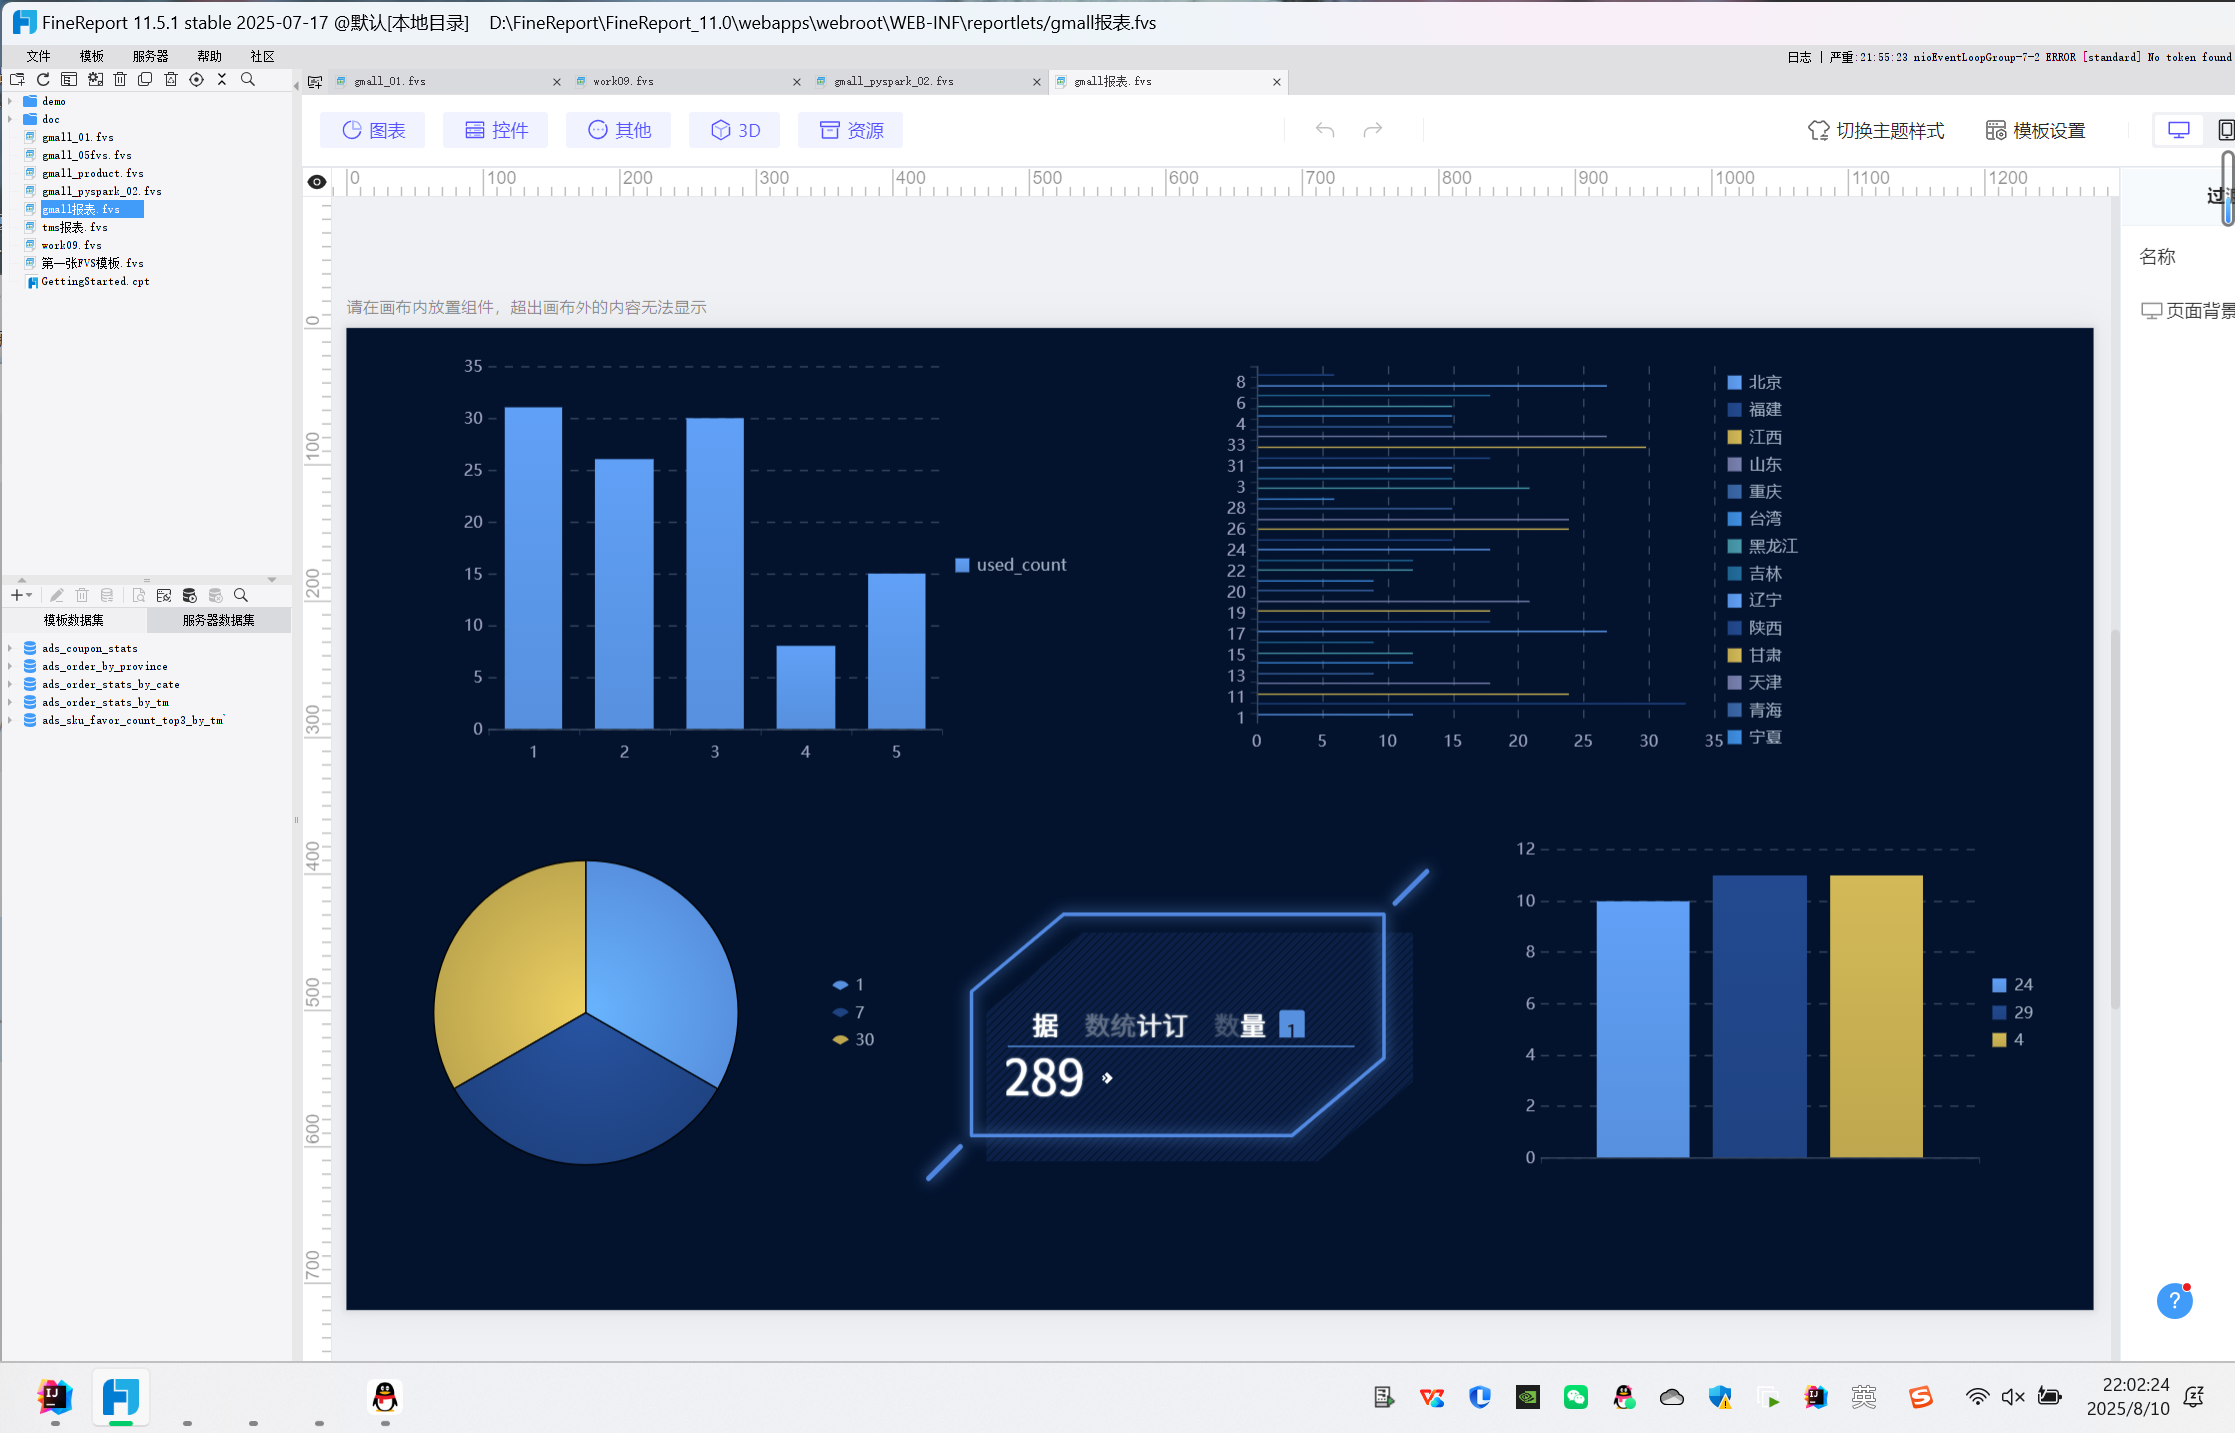 FineReport 11.5.1 stable 2025-07-17 @默认[本地目录] D:\FineReport\FineReport_11.0\webapps\webroot\WEB-INF\reportlets/gmall报表.fvs
文件 模板 服务器 帮助 社区
日志 | 严重:21:55:23 nioEventLoopGroup-7-2 ERROR [standard] No token found
gmall_01.fvs work09.fvs gmall_pyspark_02.fvs gmall报表.fvs
demo
doc
gmall_01.fvs
gmall_05fvs.fvs
gmall_product.fvs
gmall_pyspark_02.fvs
gmall报表.fvs
tms报表.fvs
work09.fvs
第一张FVS模板.fvs
GettingStarted.cpt
模板数据集 服务器数据集
ads_coupon_stats
ads_order_by_province
ads_order_stats_by_cate
ads_order_stats_by_tm
ads_sku_favor_count_top3_by_tm`
图表 控件 其他 3D 资源
切换主题样式 模板设置
0 100 200 300 400 500 600 700 800 900 1000 1100 1200
0
100
200
300
400
500
600
700
名称
页面背景
请在画布内放置组件，超出画布外的内容无法显示
35
30
25
20
15
10
5
0
1 2 3 4 5
used_count
8
6
4
33
31
3
28
26
24
22
20
19
17
15
13
11
1
0 5 10 15 20 25 30 35
北京
福建
江西
山东
重庆
台湾
黑龙江
吉林
辽宁
陕西
甘肃
天津
青海
宁夏
1
7
30
据 数统计订 数量 1
289
12
10
8
6
4
2
0
24
29
4
?
英
22:02:24
2025/8/10